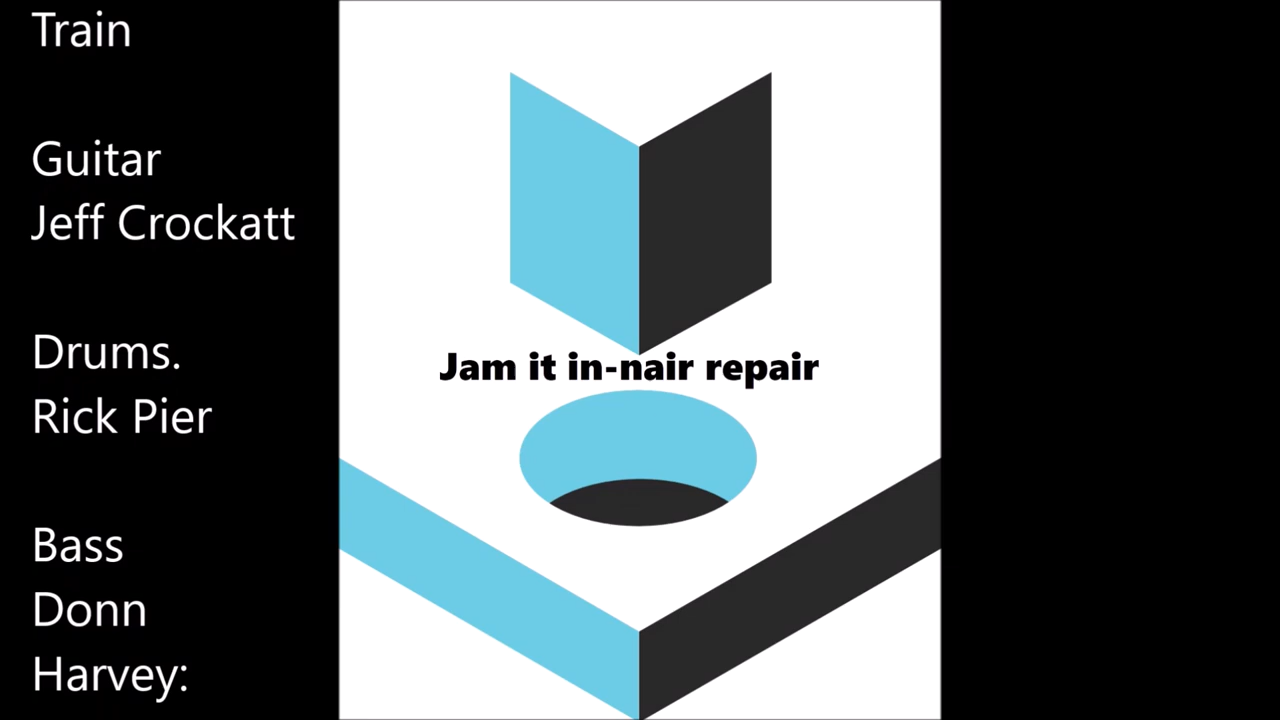 Train
Guitar
Jeff Crockatt
Drums.
Rick Pier
Bass
Donn
Harvey:
Jam it in-nair repair